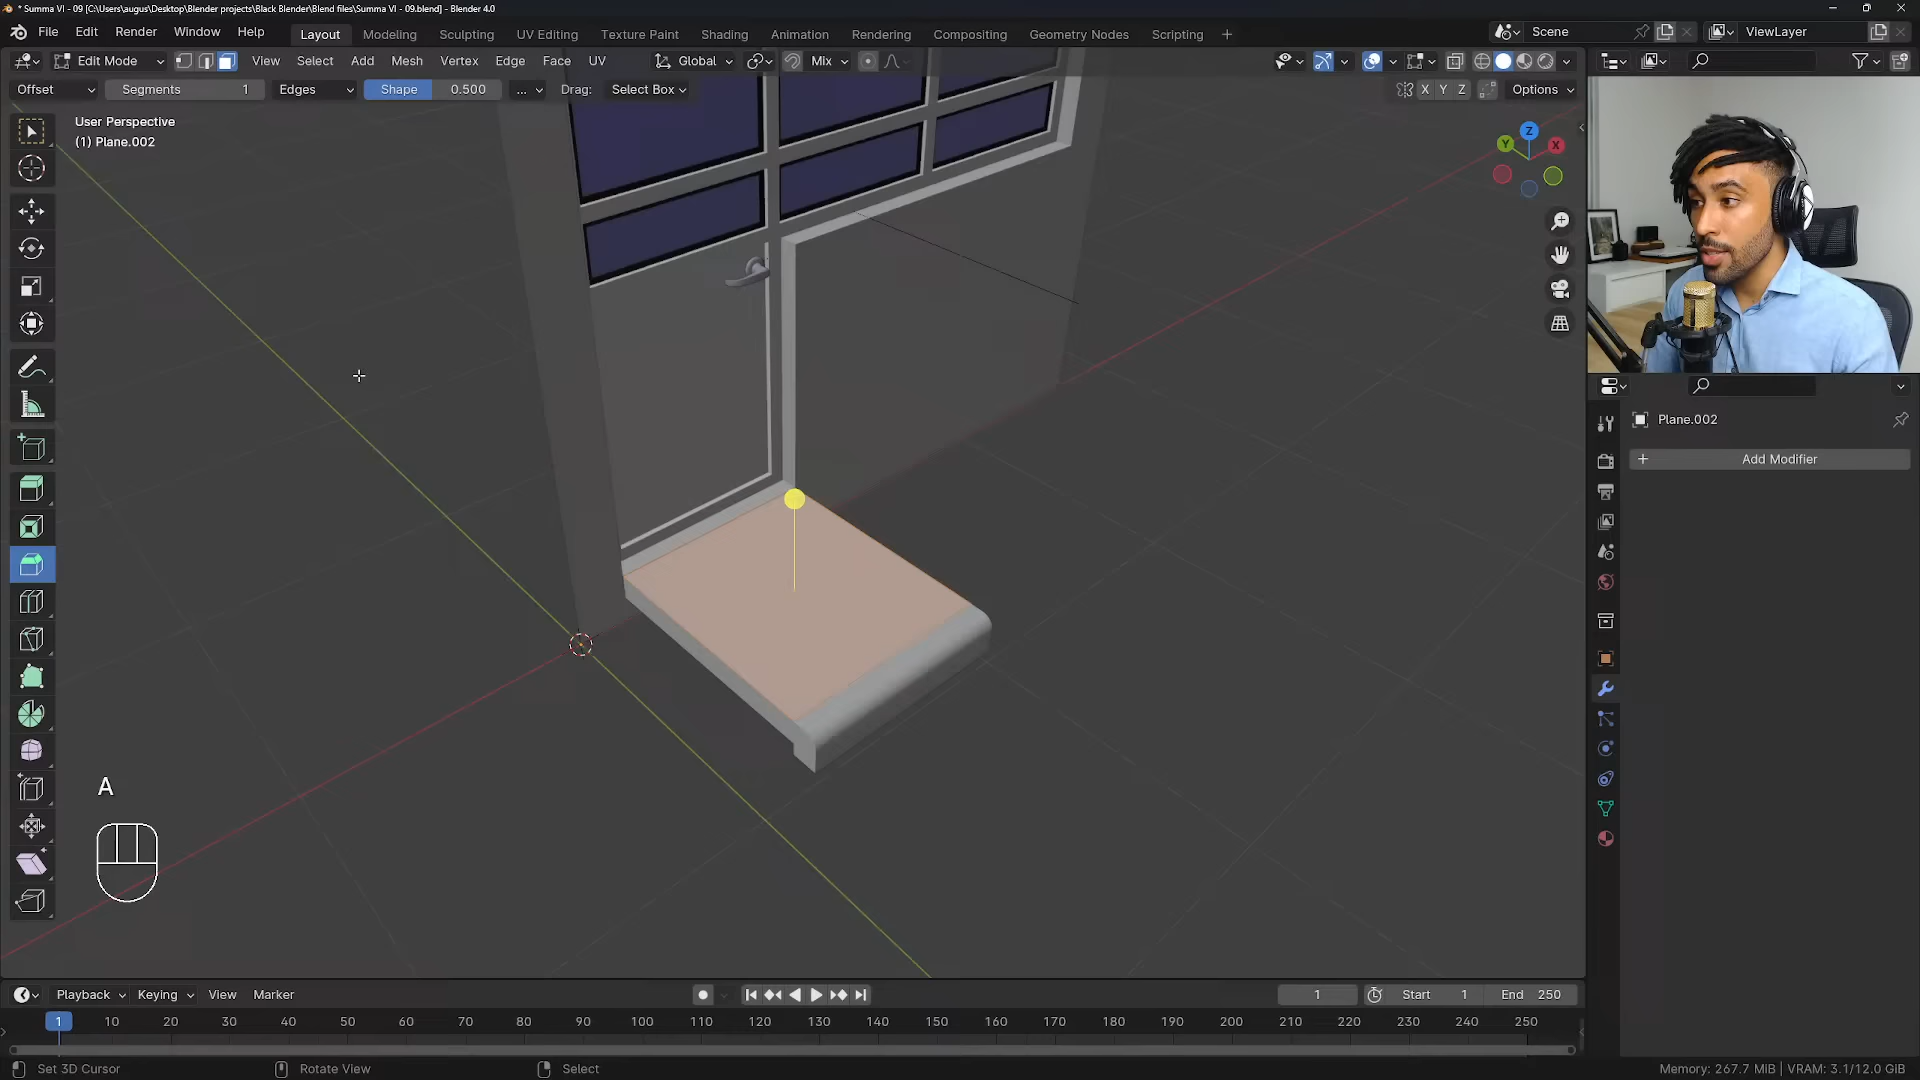 * Summa VI - 09 [C:\Users\augus\Desktop\Blender projects\Black Blender\Blend files\Summa VI - 09.blend] - Blender 4.0
File Edit Render Window Help Layout Modeling Sculpting UV Editing Texture Paint Shading Animation Rendering Compositing Geometry Nodes Scripting + Scene ViewLayer
Edit Mode View Select Add Mesh Vertex Edge Face UV Global Mix
Offset Segments 1 Edges Shape 0.500 ... Drag: Select Box X Y Z Options
User Perspective
(1) Plane.002
Z
Y X
Plane.002
+ Add Modifier
A
Playback Keying View Marker 1 Start 1 End 250
1 10 20 30 40 50 60 70 80 90 100 110 120 130 140 150 160 170 180 190 200 210 220 230 240 250
Set 3D Cursor Rotate View Select Memory: 267.7 MiB | VRAM: 3.1/12.0 GiB